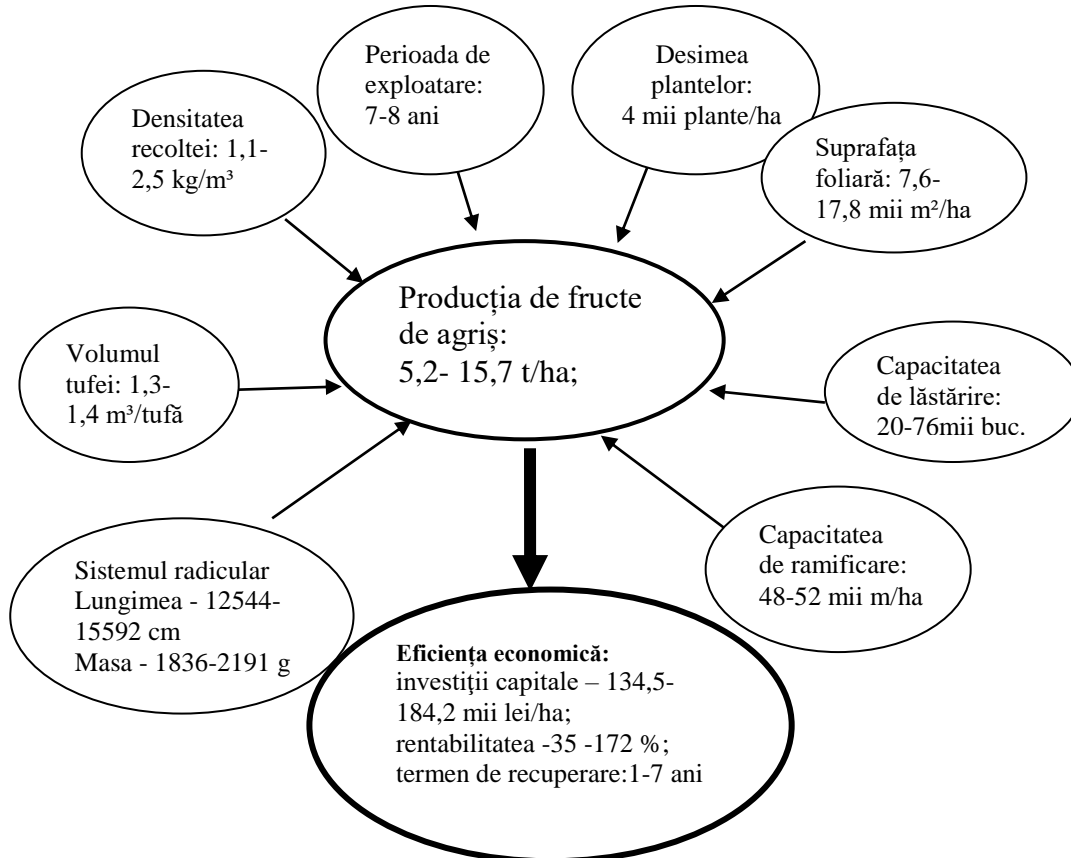 Perioada de
exploatare:
7-8 ani
Desimea
plantelor:
4 mii plante/ha
Densitatea
recoltei: 1,1-
2,5 kg/m³
Suprafața
foliară: 7,6-
17,8 mii m²/ha
Producția de fructe
de agriș:
5,2- 15,7 t/ha;
Volumul
tufei: 1,3-
1,4 m³/tufă
Capacitatea
de lăstărire:
20-76mii buc.
Capacitatea
de ramificare:
48-52 mii m/ha
Sistemul radicular
Lungimea - 12544-
15592 cm
Masa - 1836-2191 g
Eficiența economică:
investiţii capitale – 134,5-
184,2 mii lei/ha;
rentabilitatea -35 -172 %;
termen de recuperare:1-7 ani